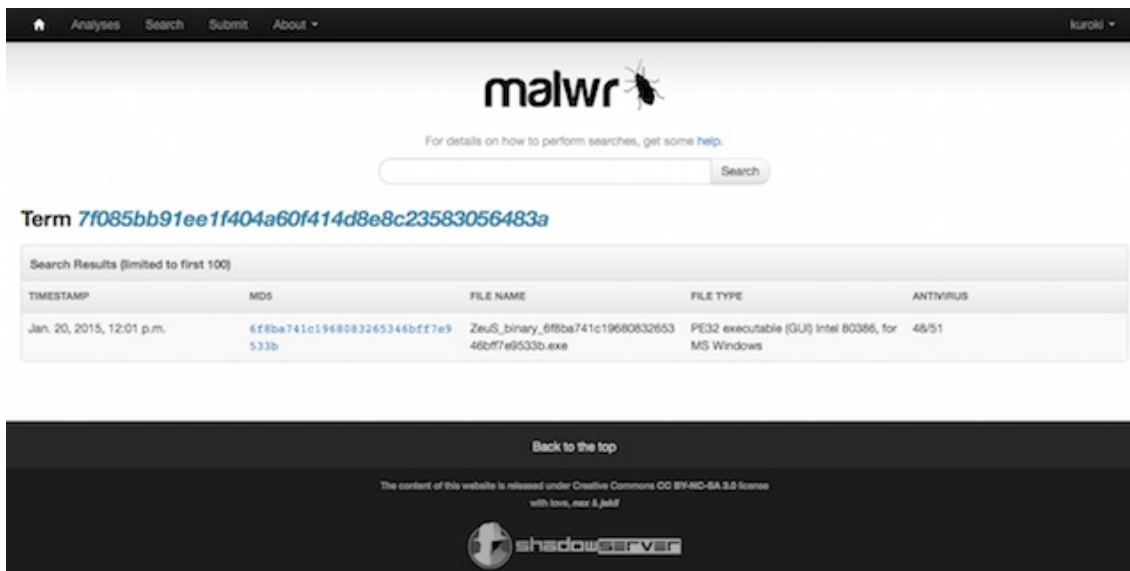 Analyses Search Submit About kuroki
malwr
For details on how to perform searches, get some help.
Search
Term 7f085bb91ee1f404a60f414d8e8c23583056483a
Search Results (limited to first 100)
TIMESTAMP MD5 FILE NAME FILE TYPE ANTIVIRUS
Jan. 20, 2015, 12:01 p.m. 6f8ba741c1968083265346bff7e9 ZeuS_binary_6f8ba741c19680832653 PE32 executable (GUI) Intel 80386, for 48/51
533b 46bff7e9533b.exe MS Windows
Back to the top
The content of this website is released under Creative Commons CC BY-NC-SA 3.0 license
with love, nex & jekil
shadowserver